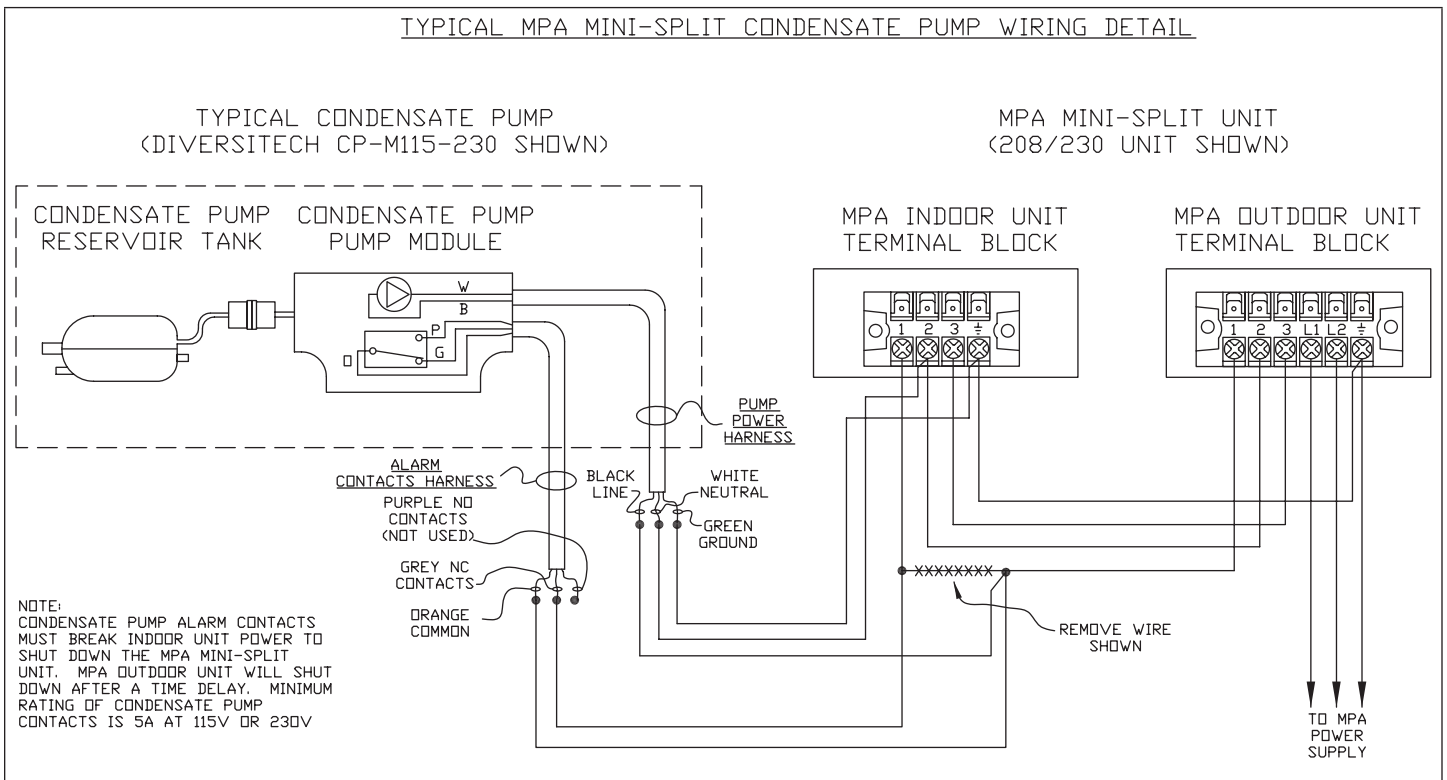 TYPICAL MPA MINI-SPLIT CONDENSATE PUMP WIRING DETAIL
TYPICAL CONDENSATE PUMP
(DIVERSITECH CP-M115-230 SHOWN)
MPA MINI-SPLIT UNIT
(208/230 UNIT SHOWN)
CONDENSATE PUMP
RESERVOIR TANK
CONDENSATE PUMP
PUMP MODULE
W
B
P
G
O
MPA INDOOR UNIT
TERMINAL BLOCK
1 2 3
MPA OUTDOOR UNIT
TERMINAL BLOCK
1 2 3 L1 L2
PUMP
POWER
HARNESS
ALARM
CONTACTS HARNESS
PURPLE NO
CONTACTS
(NOT USED)
GREY NC
CONTACTS
ORANGE
COMMON
BLACK
LINE
WHITE
NEUTRAL
GREEN
GROUND
REMOVE WIRE
SHOWN
TO MPA
POWER
SUPPLY
NOTE:
CONDENSATE PUMP ALARM CONTACTS
MUST BREAK INDOOR UNIT POWER TO
SHUT DOWN THE MPA MINI-SPLIT
UNIT. MPA OUTDOOR UNIT WILL SHUT
DOWN AFTER A TIME DELAY. MINIMUM
RATING OF CONDENSATE PUMP
CONTACTS IS 5A AT 115V OR 230V